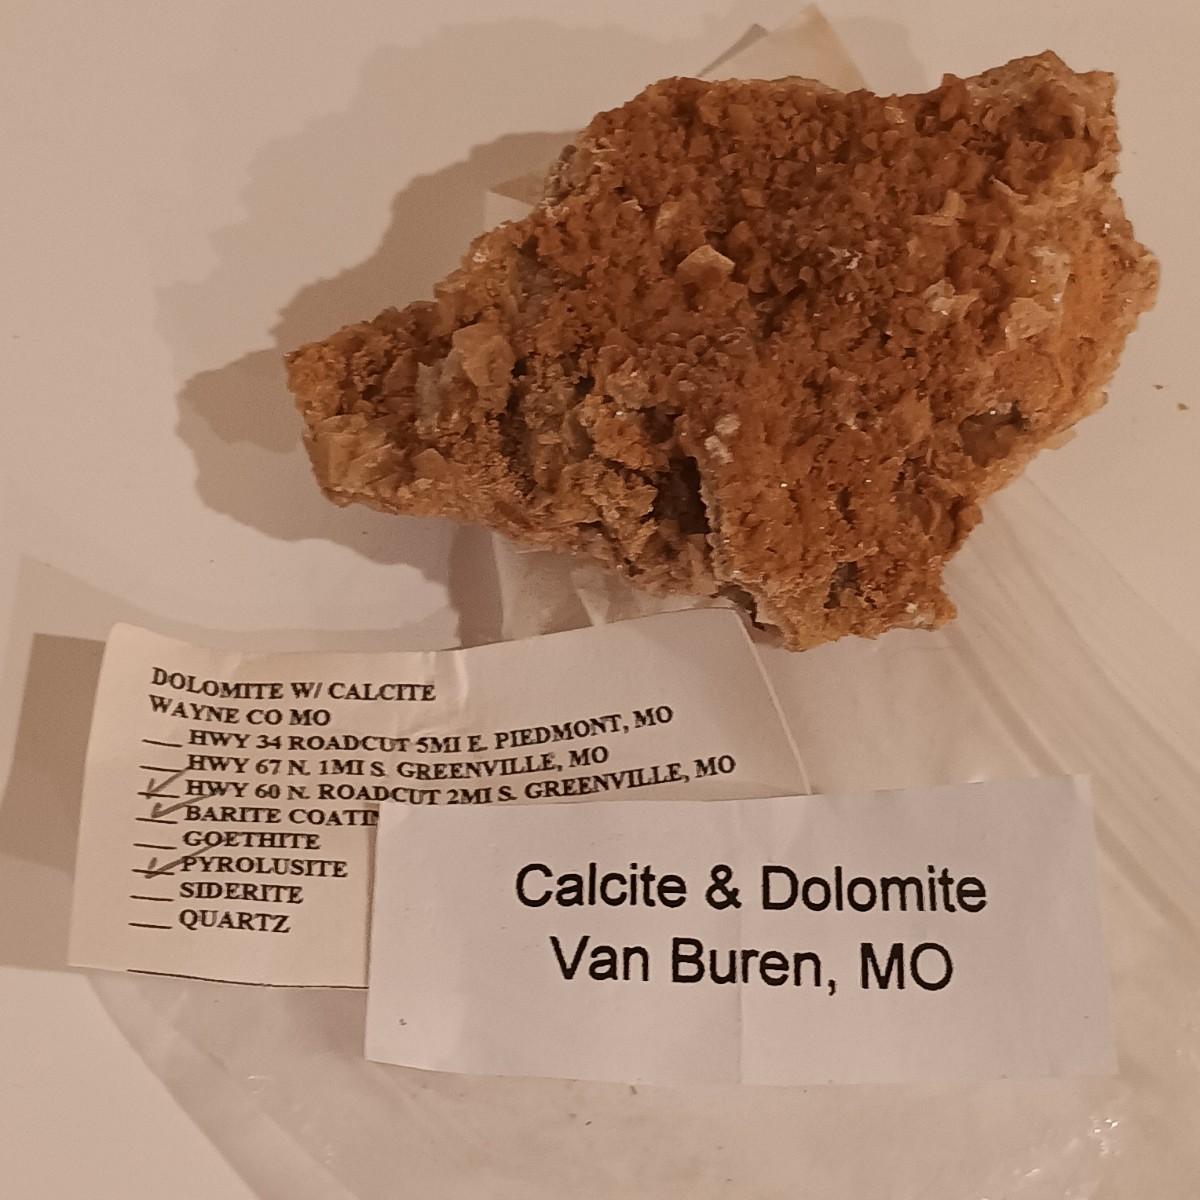 DOLOMITE W/ CALCITE
WAYNE CO MO
___ HWY 34 ROADCUT 5MI E. PIEDMONT, MO
___ HWY 67 N. 1MI S. GREENVILLE, MO
___ HWY 60 N. ROADCUT 2MI S. GREENVILLE, MO
___ BARITE
___ GOETHITE
___ PYROLUSITE
___ SIDERITE
___ QUARTZ
Calcite & Dolomite
Van Buren, MO